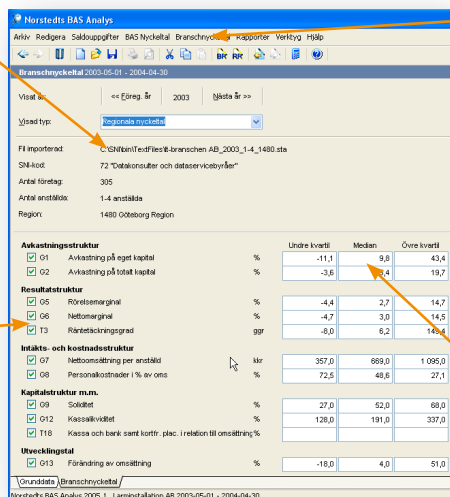 Norstedts BAS Analys
Arkiv Redigera Saldouppgifter BAS Nyckeltal Rapporter Verktyg Hjälp
BR RR
Branschnyckeltal 2003-05-01 - 2004-04-30
Visat år: << Föreg. år 2003 Nästa år >>
Visad typ: Regionala nyckeltal
Fil importerad: C:\SNI\bin\TextFiles\It-branschen AB_2003_1-4_1480.sta
SNI-kod: 72 "Datakonsulter och dataservicebyråer"
Antal företag: 305
Antal anställda: 1-4 anställda
Region: 1480 Göteborg Region
Avkastningsstruktur Undre kvartil Median Övre kvartil
G1 Avkastning på eget kapital % -11,1 9,8 43,4
G2 Avkastning på totalt kapital % -3,6 19,7
Resultatstruktur
G5 Rörelsemarginal % -4,4 2,7 14,7
G6 Nettomarginal % -4,7 3,0 14,5
T3 Räntetäckningsgrad ggr -8,0 6,2
Intäkts- och kostnadsstruktur
G7 Nettoomsättning per anställd kkr 357,0 669,0 1 095,0
G8 Personalkostnader i % av oms % 72,5 48,6 27,1
Kapitalstruktur m.m.
G9 Soliditet % 27,0 52,0 68,0
G12 Kassalikviditet % 128,0 191,0 337,0
T18 Kassa och bank samt kortfr. plac. i relation till omsättning %
Utvecklingstal
G13 Förändring av omsättning % -18,0 4,0 51,0
Grunddata Branschnyckeltal
Norstedts BAS Analys 2005.1 Larminstallation AB 2003-05-01 - 2004-04-30